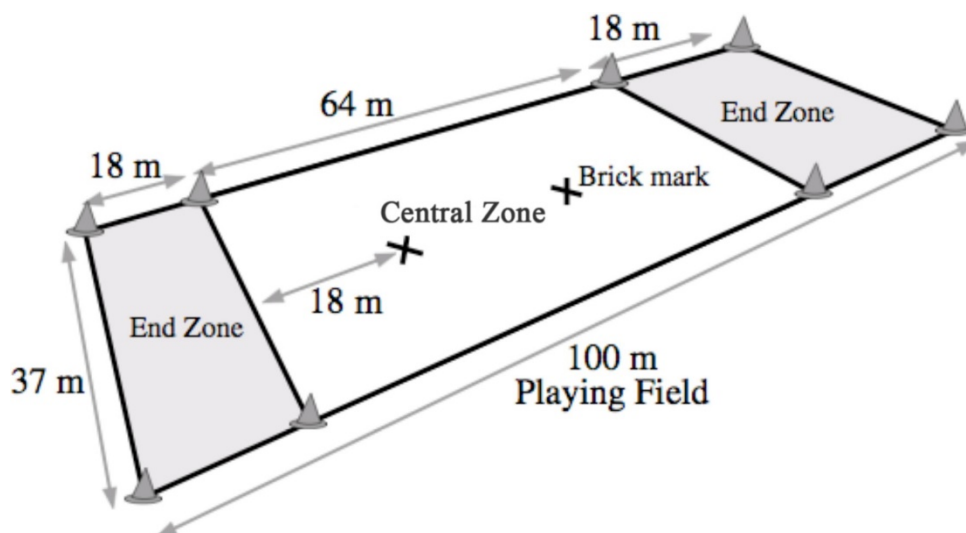 18 m
64 m
End Zone
18 m
Brick mark
Central Zone
18 m
End Zone
37 m
100 m
Playing Field